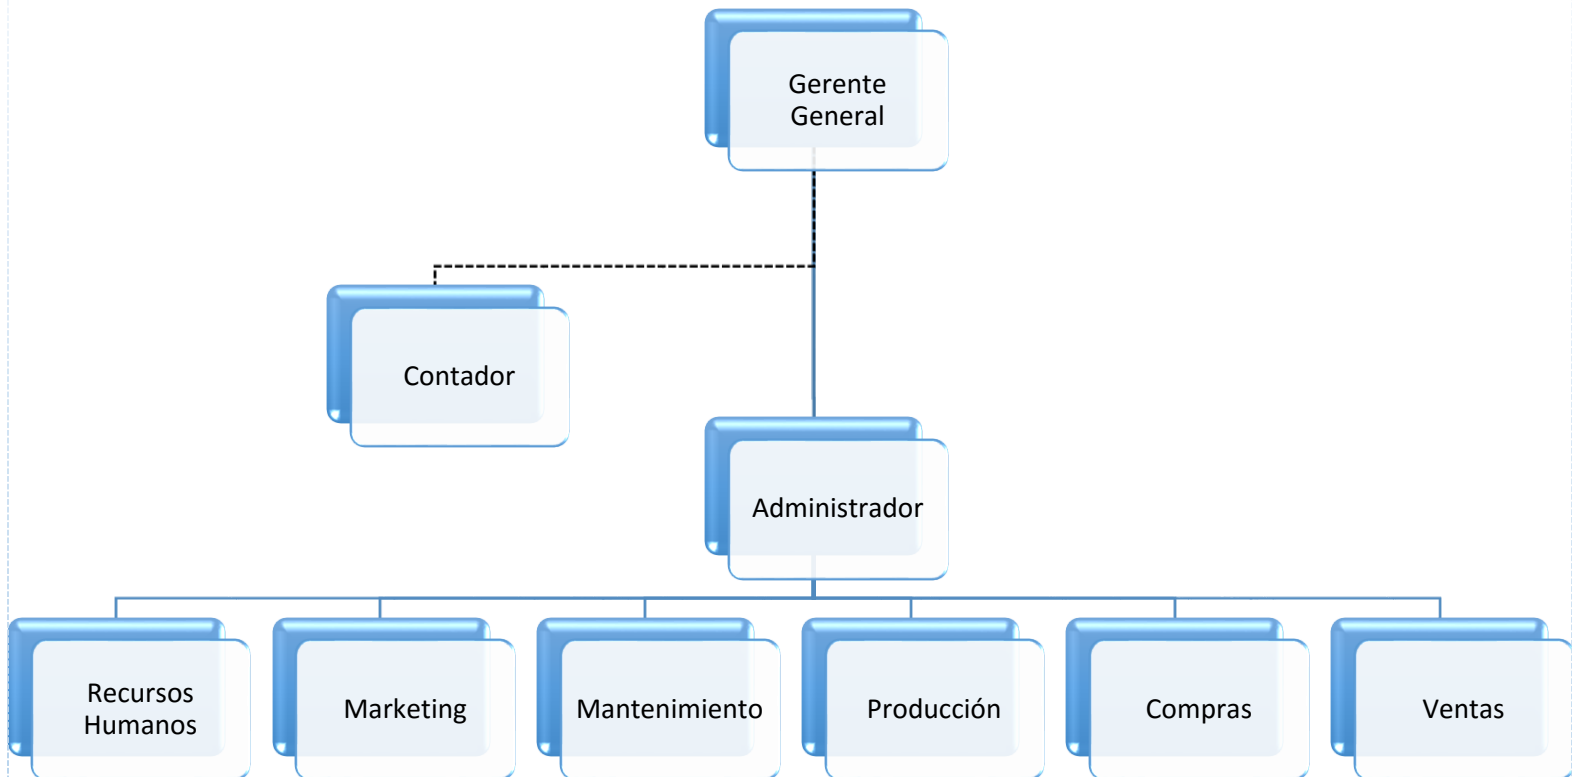 Gerente
General
Contador
Administrador
Recursos
Humanos
Marketing
Mantenimiento
Producción
Compras
Ventas